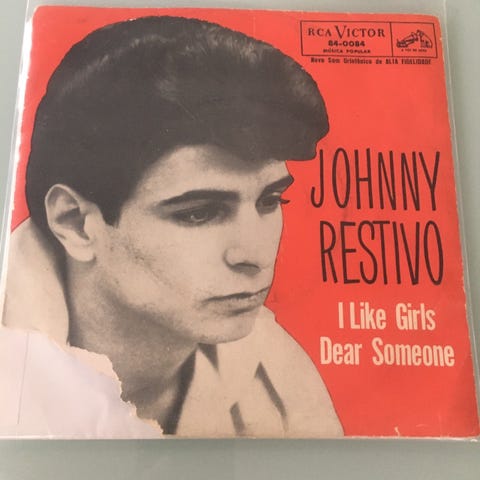 RCA VICTOR
84-0084
MÚSICA POPULAR
Novo Som Ortofônico de ALTA FIDELIDADE
JOHNNY
RESTIVO
I Like Girls
Dear Someone